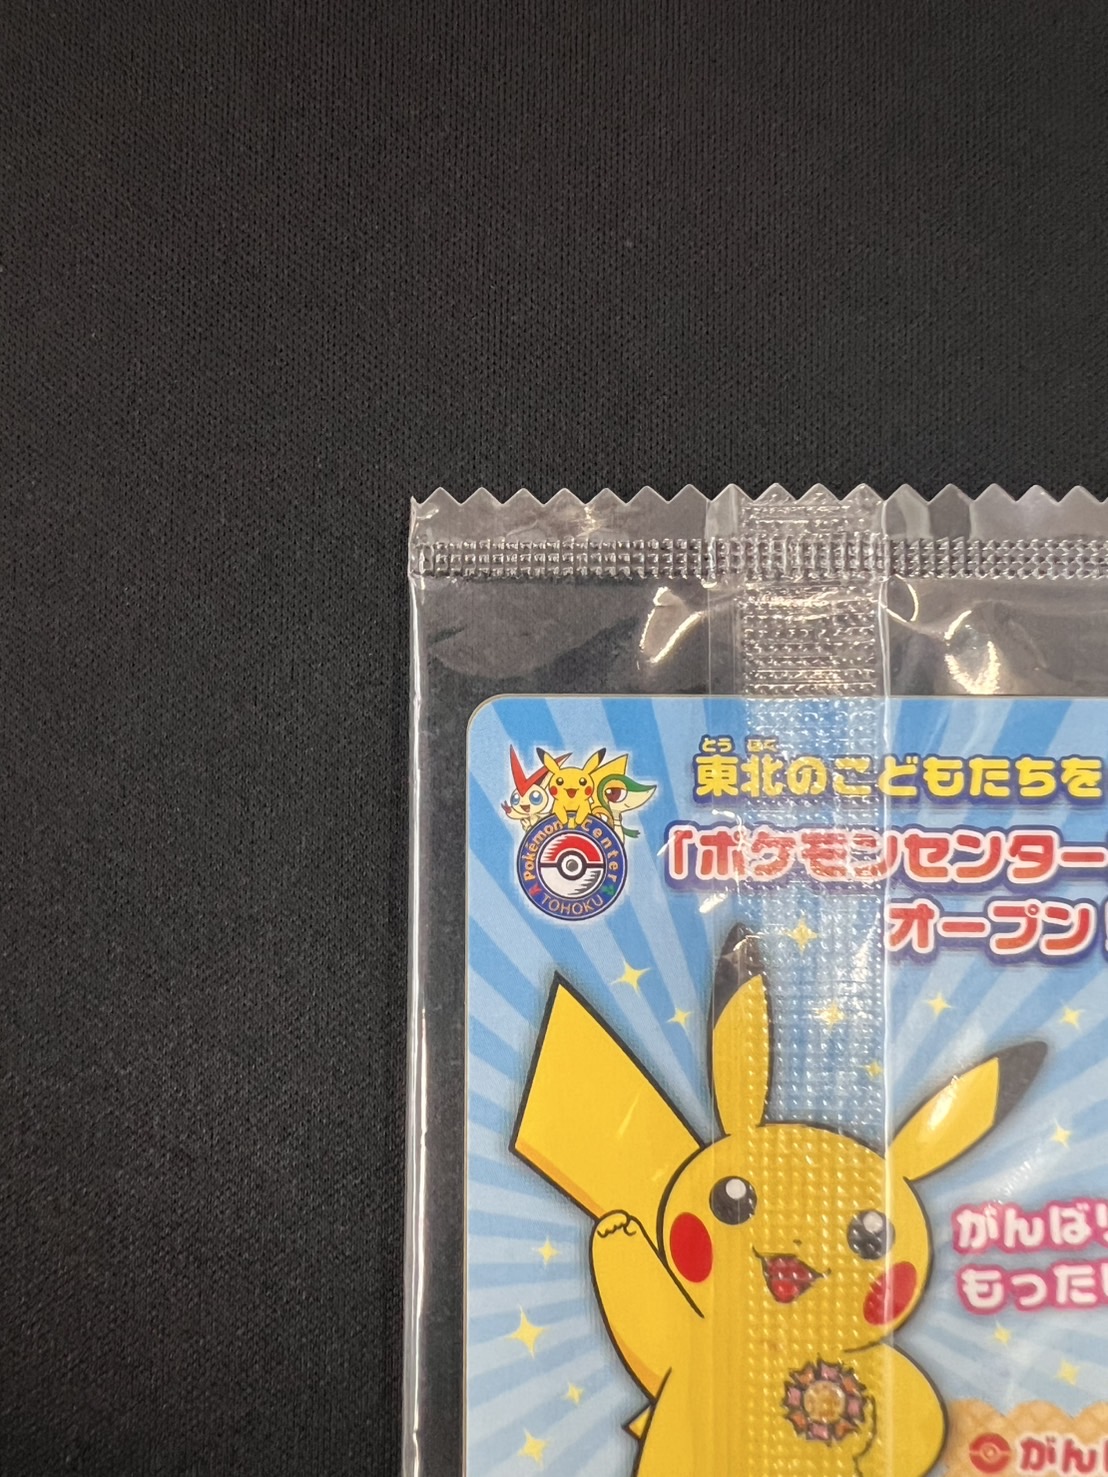 とう ほく
東北のこどもたちを
「ポケモンセンター
オープン
Pokémon Center
TOHOKU
がんばり
もったい
がん